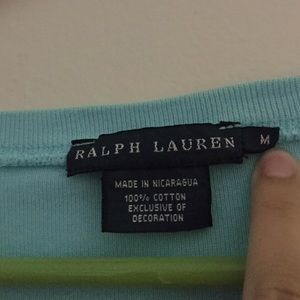 RALPH LAUREN M
MADE IN NICARAGUA
100% COTTON
EXCLUSIVE OF
DECORATION